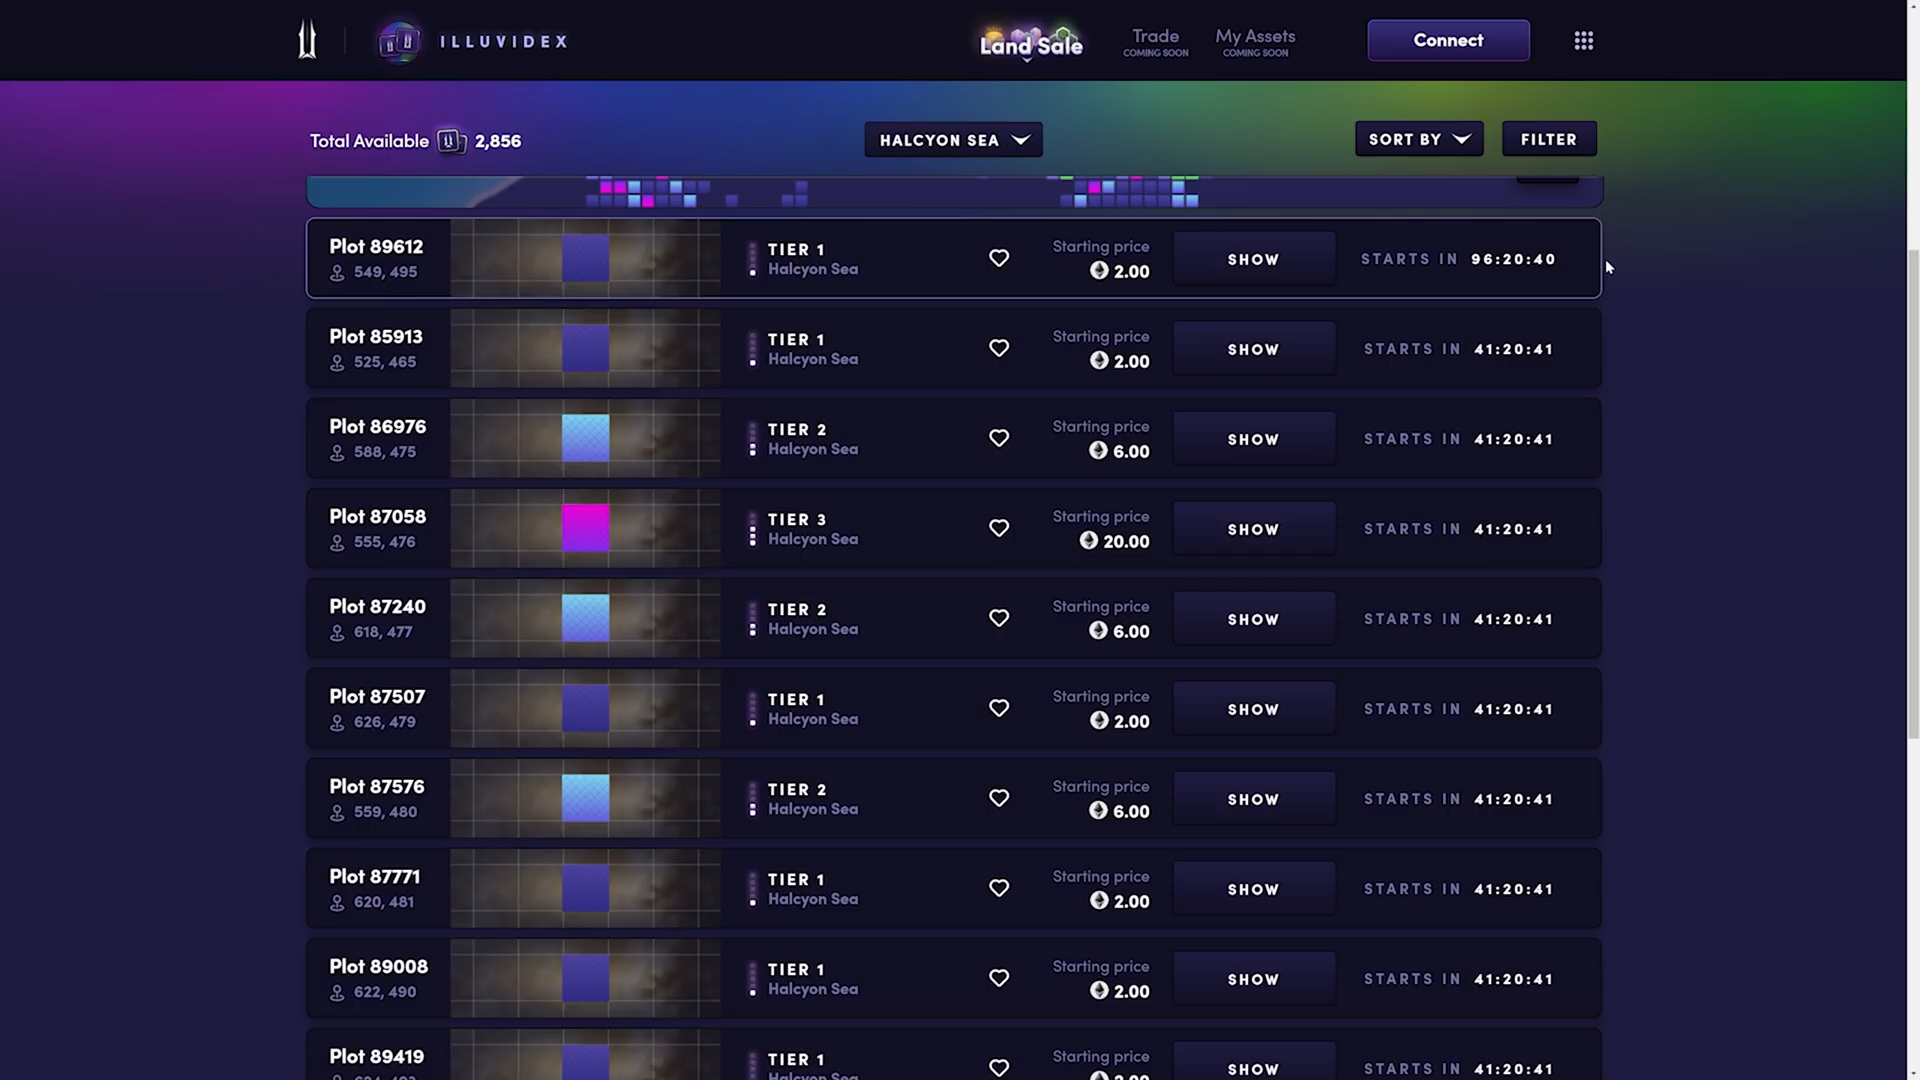 ILLUVIDEX
Land Sale
Trade
COMING SOON
My Assets
COMING SOON
Connect
Total Available 2,856
HALCYON SEA
SORT BY
FILTER
Plot 89612
549, 495
TIER 1
Halcyon Sea
Starting price
2.00
SHOW
STARTS IN 96:20:40
Plot 85913
525, 465
TIER 1
Halcyon Sea
Starting price
2.00
SHOW
STARTS IN 41:20:41
Plot 86976
588, 475
TIER 2
Halcyon Sea
Starting price
6.00
SHOW
STARTS IN 41:20:41
Plot 87058
555, 476
TIER 3
Halcyon Sea
Starting price
20.00
SHOW
STARTS IN 41:20:41
Plot 87240
618, 477
TIER 2
Halcyon Sea
Starting price
6.00
SHOW
STARTS IN 41:20:41
Plot 87507
626, 479
TIER 1
Halcyon Sea
Starting price
2.00
SHOW
STARTS IN 41:20:41
Plot 87576
559, 480
TIER 2
Halcyon Sea
Starting price
6.00
SHOW
STARTS IN 41:20:41
Plot 87771
620, 481
TIER 1
Halcyon Sea
Starting price
2.00
SHOW
STARTS IN 41:20:41
Plot 89008
622, 490
TIER 1
Halcyon Sea
Starting price
2.00
SHOW
STARTS IN 41:20:41
Plot 89419
TIER 1
Halcyon Sea
Starting price
SHOW
STARTS IN 41:20:41